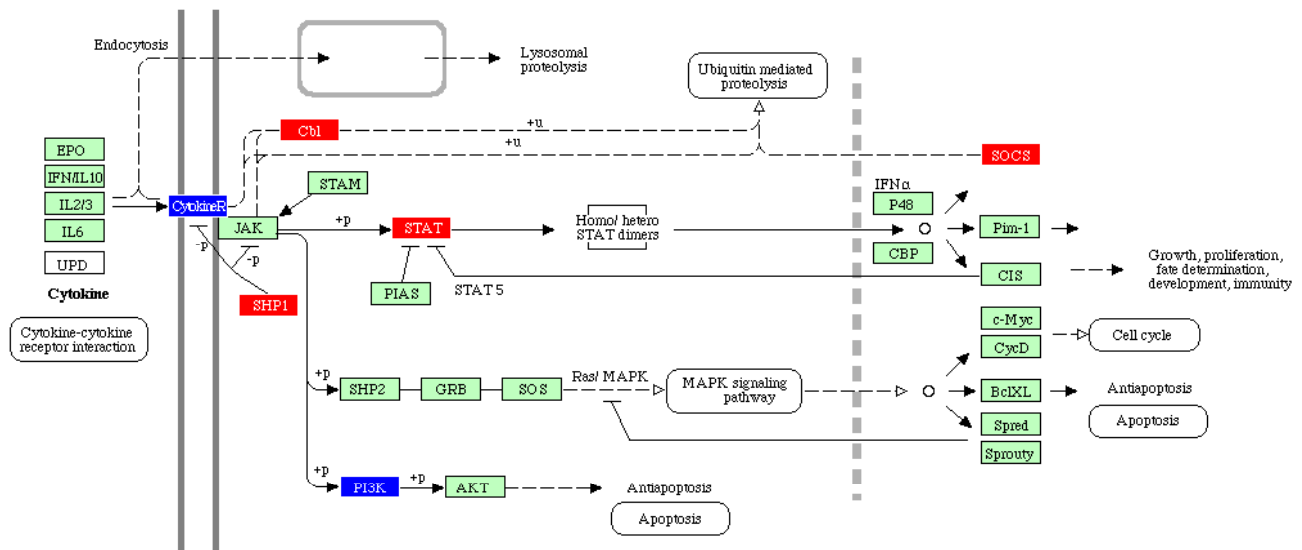 Endocytosis
Lysosomal
proteolysis
Ubiquitin mediated
proteolysis
Cbl
+u
+u
SOCS
EPO
IFN/IL10
IL2/3
IL6
UPD
Cytokine
Cytokine-cytokine
receptor interaction
CytokineR
JAK
STAM
+p
STAT
Homo/ hetero
STAT dimers
IFNα
P48
CBP
Pim-1
CIS
Growth, proliferation,
fate determination,
development, immunity
-p
-p
SHP1
PIAS
STAT 5
c-Myc
CycD
Cell cycle
+p
SHP2
GRB
SOS
Ras/ MAPK
MAPK signaling
pathway
BclXL
Antiapoptosis
Spred
Apoptosis
Sprouty
+p
PI3K
+p
AKT
Antiapoptosis
Apoptosis